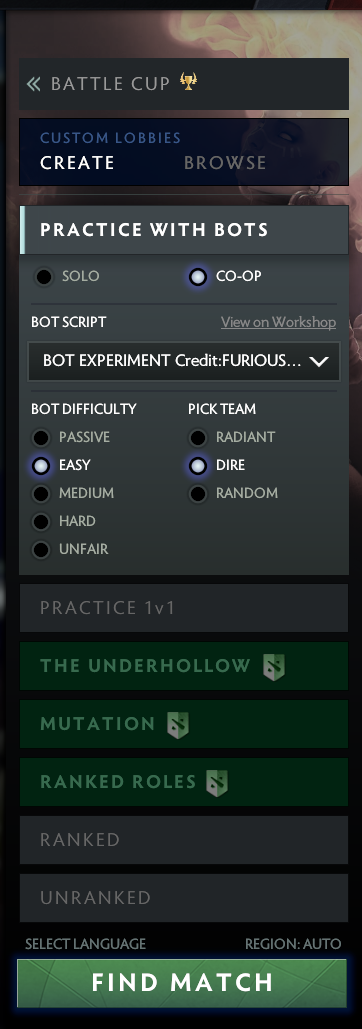 BATTLE CUP
CUSTOM LOBBIES
CREATE BROWSE
PRACTICE WITH BOTS
SOLO CO-OP
BOT SCRIPT View on Workshop
BOT EXPERIMENT Credit:FURIOUS...
BOT DIFFICULTY PICK TEAM
PASSIVE RADIANT
EASY DIRE
MEDIUM RANDOM
HARD
UNFAIR
PRACTICE 1v1
THE UNDERHOLLOW
MUTATION
RANKED ROLES
RANKED
UNRANKED
SELECT LANGUAGE REGION: AUTO
FIND MATCH